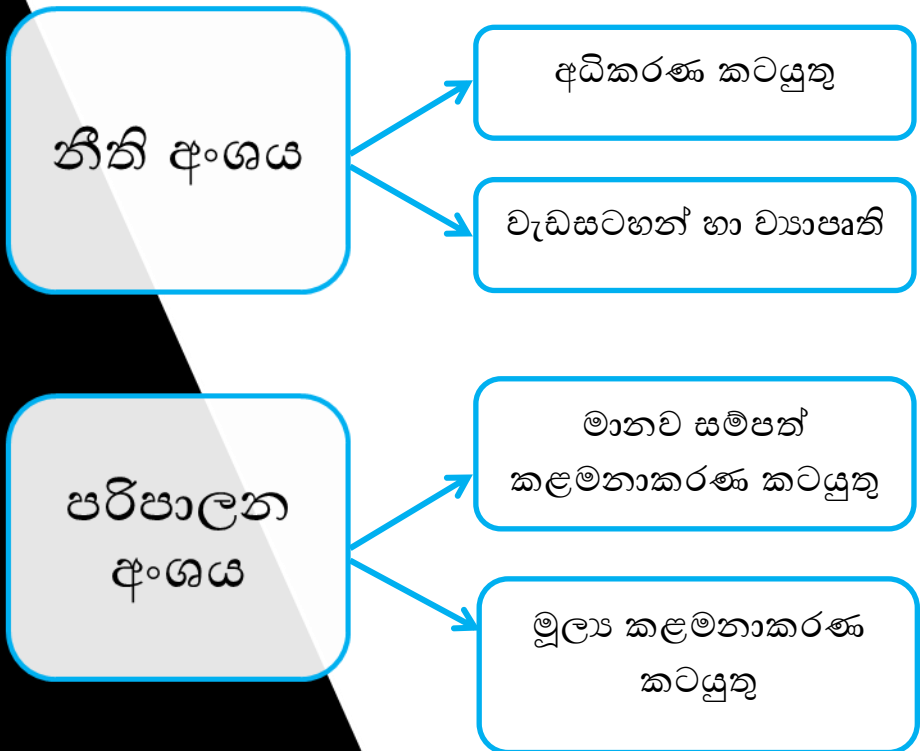 නීති අංශය
අධිකරණ කටයුතු
වැඩසටහන් හා ව්‍යාපෘති
පරිපාලන
අංශය
මානව සම්පත්
කළමනාකරණ කටයුතු
මූල්‍ය කළමනාකරණ
කටයුතු